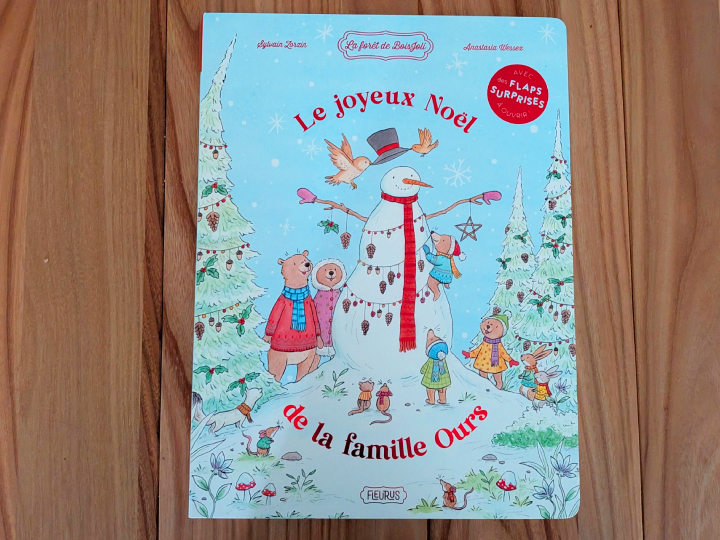 Sylvain Zorzin
La forêt de BoisJoli
Anastasia Wessex
AVEC
des FLAPS
SURPRISES
À OUVRIR !
Le joyeux Noël
de la famille Ours
FLEURUS